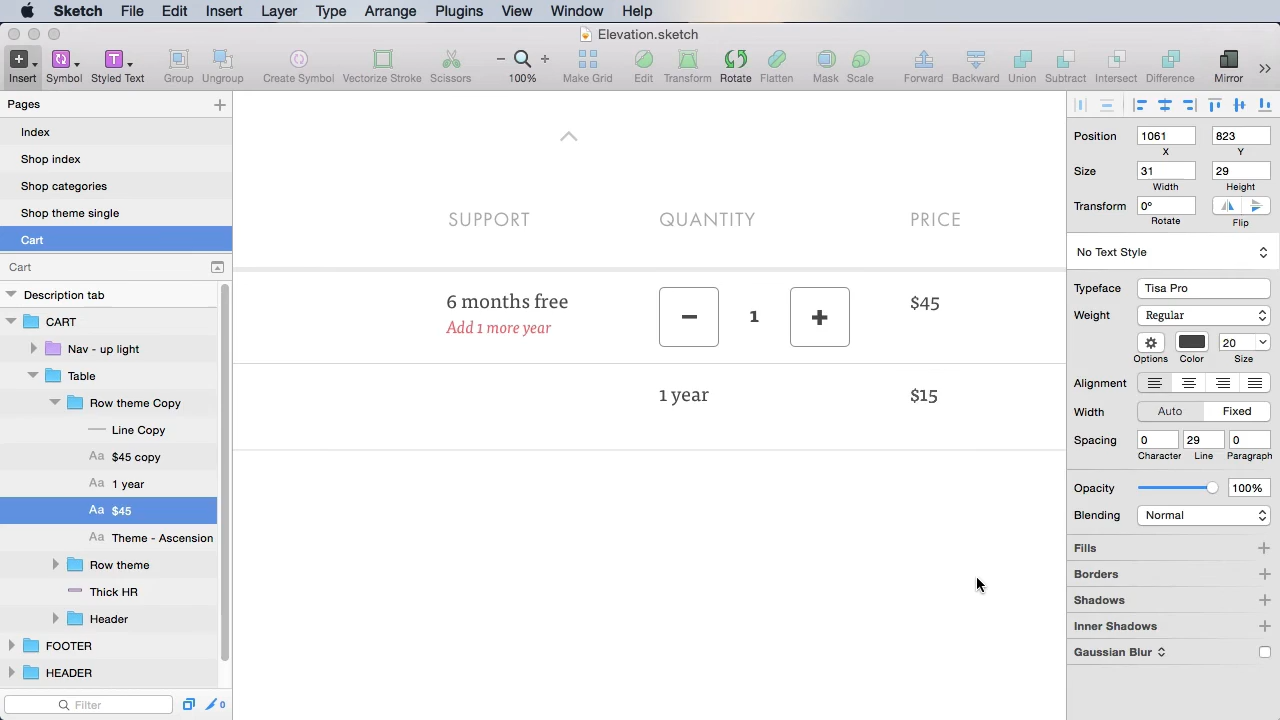 Sketch File Edit Insert Layer Type Arrange Plugins View Window Help
Elevation.sketch
Insert Symbol Styled Text Group Ungroup Create Symbol Vectorize Stroke Scissors 100% Make Grid Edit Transform Rotate Flatten Mask Scale Forward Backward Union Subtract Intersect Difference Mirror
Pages
Index
Shop index
Shop categories
Shop theme single
Cart
Cart
Description tab
CART
Nav - up light
Table
Row theme Copy
Line Copy
Aa $45 copy
Aa 1 year
Aa $45
Aa Theme - Ascension
Row theme
Thick HR
Header
FOOTER
HEADER
Filter
0
SUPPORT QUANTITY PRICE
6 months free 1 $45
Add 1 more year
1 year $15
Position 1061 823
X Y
Size 31 29
Width Height
Transform 0°
Rotate Flip
No Text Style
Typeface Tisa Pro
Weight Regular
20
Options Color Size
Alignment
Width Auto Fixed
Spacing 0 29 0
Character Line Paragraph
Opacity 100%
Blending Normal
Fills
Borders
Shadows
Inner Shadows
Gaussian Blur